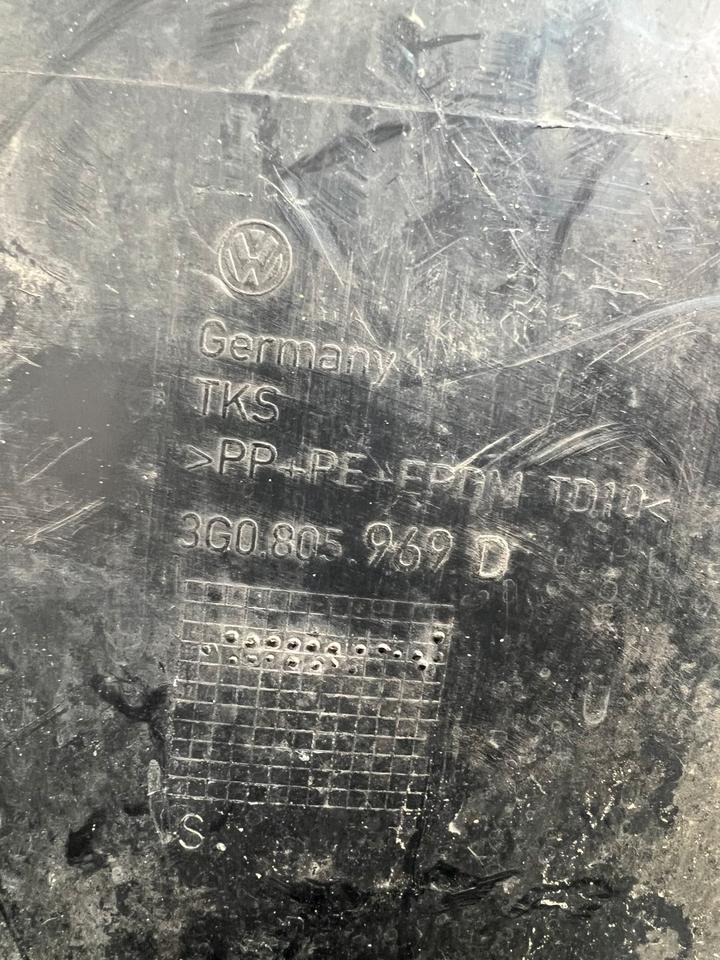 Germany
TKS
>PP+PE+EPDM TD10<
3G0.805.969 D
S.